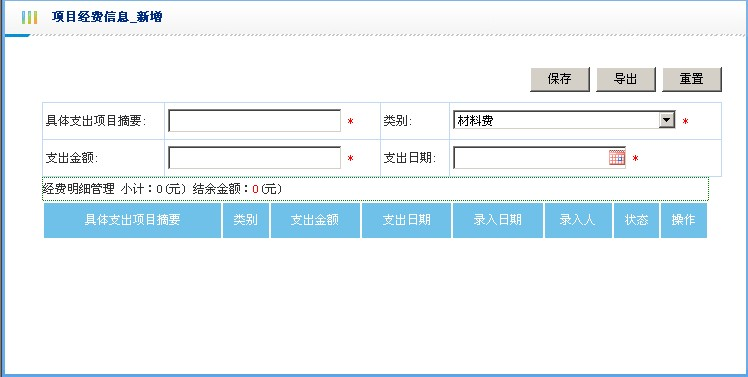 项目经费信息_新增
保存 导出 重置
具体支出项目摘要: * 类别: 材料费 *
支出金额: * 支出日期: *
经费明细管理 小计：0(元) 结余金额：0(元)
具体支出项目摘要 类别 支出金额 支出日期 录入日期 录入人 状态 操作